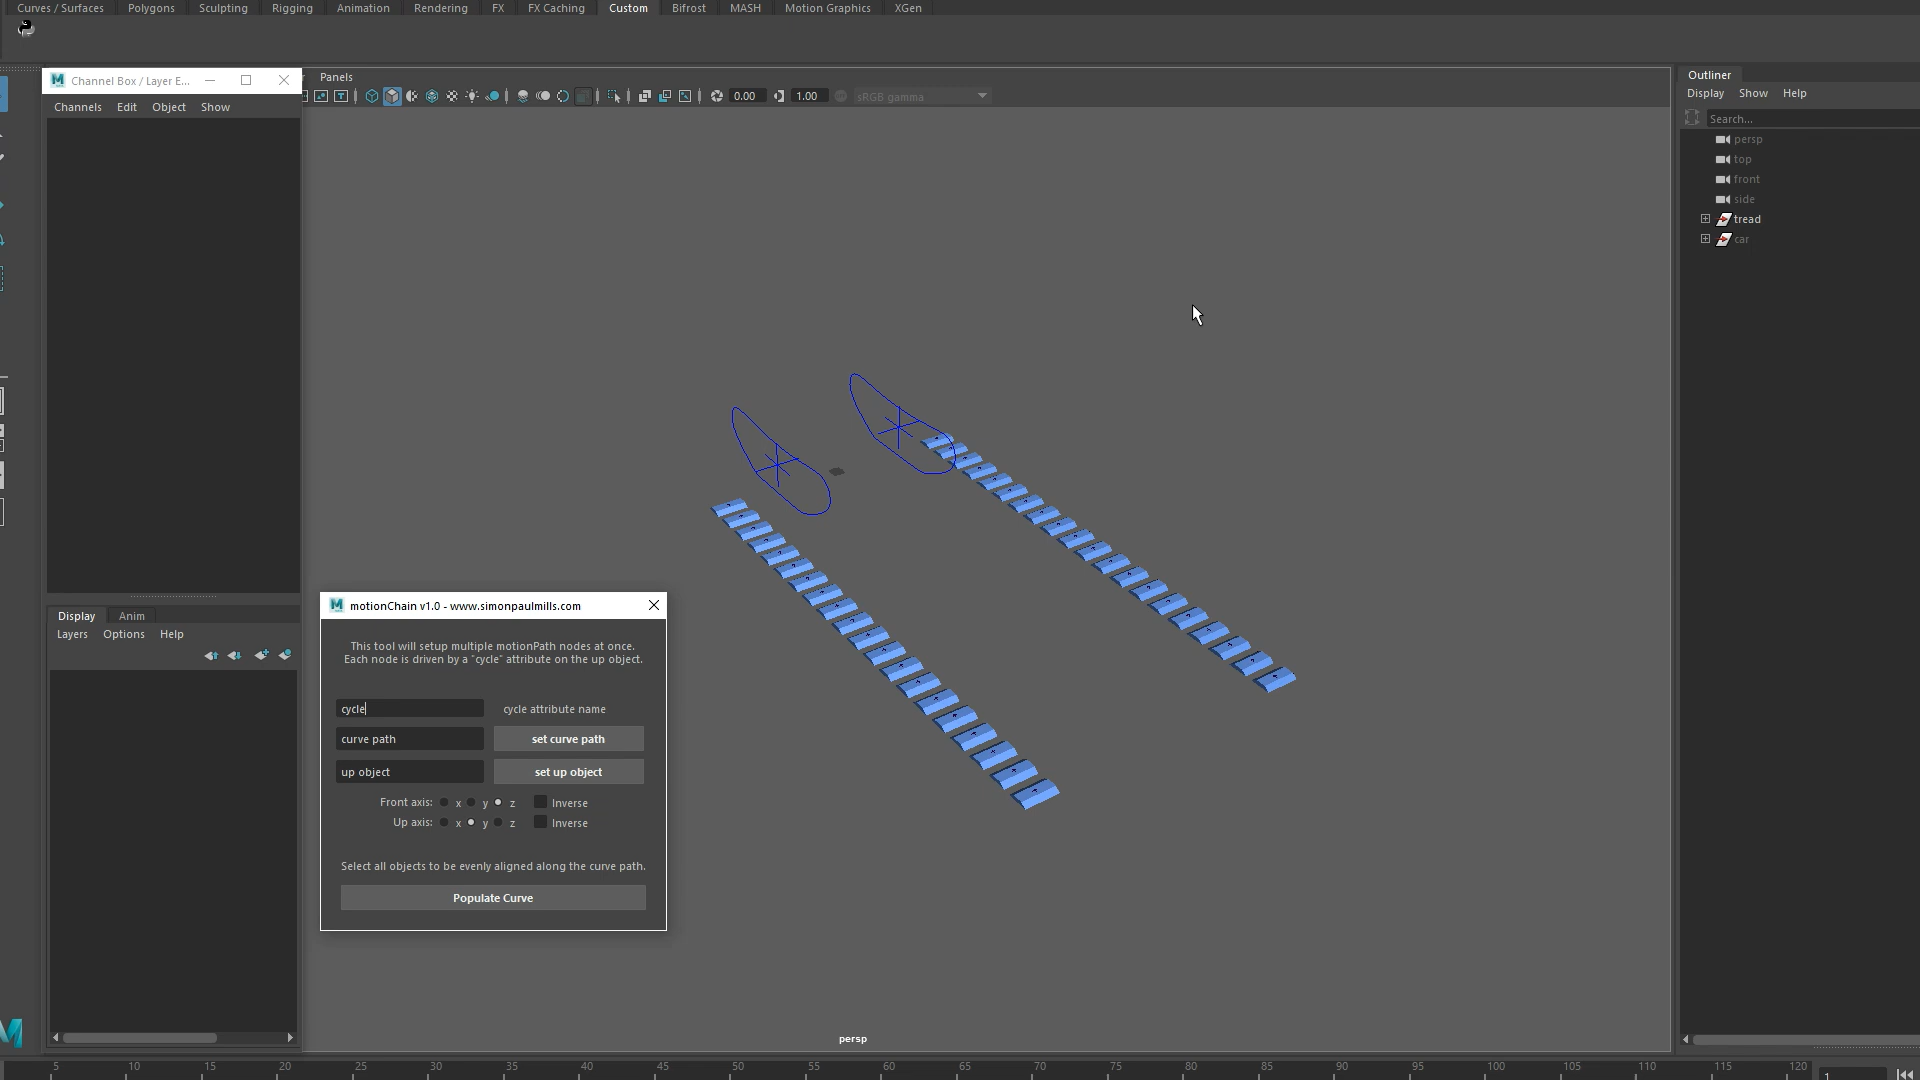 Curves / Surfaces Polygons Sculpting Rigging Animation Rendering FX FX Caching Custom Bifrost MASH Motion Graphics XGen
Channel Box / Layer E...
Channels Edit Object Show
Panels
0.00 1.00 sRGB gamma
Outliner
Display Show Help
Search...
persp
top
front
side
tread
car
Display Anim
Layers Options Help
motionChain v1.0 - www.simonpaulmills.com
This tool will setup multiple motionPath nodes at once.
Each node is driven by a "cycle" attribute on the up object.
cycle cycle attribute name
curve path set curve path
up object set up object
Front axis: x y z Inverse
Up axis: x y z Inverse
Select all objects to be evenly aligned along the curve path.
Populate Curve
persp
5 10 15 20 25 30 35 40 45 50 55 60 65 70 75 80 85 90 95 100 105 110 115 120 1